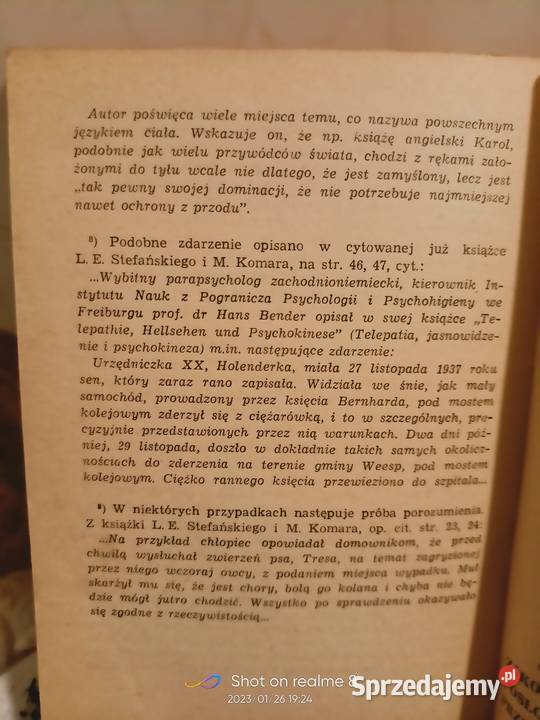 Autor poświęca wiele miejsca temu, co nazywa powszechnym
językiem ciała. Wskazuje on, że np. książę angielski Karol,
podobnie jak wielu przywódców świata, chodzi z rękami zało-
żonymi do tyłu wcale nie dlatego, że jest zamyślony, lecz jest
„tak pewny swojej dominacji, że nie potrzebuje najmniejszej
nawet ochrony z przodu".
⁸) Podobne zdarzenie opisano w cytowanej już książce
L. E. Stefańskiego i M. Komara, na str. 46, 47, cyt.:
...Wybitny parapsycholog zachodnioniemiecki, kierownik In-
stytutu Nauk z Pogranicza Psychologii i Psychohigieny we
Freiburgu prof. dr Hans Bender opisał w swej książce „Te-
lepathie, Hellsehen und Psychokinese" (Telepatia, jasnowidze-
nie i psychokineza) m.in. następujące zdarzenie:
Urzędniczka XX, Holenderka, miała 27 listopada 1937 roku
sen, który zaraz rano zapisała. Widziała we śnie, jak mały
samochód, prowadzony przez księcia Bernharda, pod mostem
kolejowym zderzył się z ciężarówką, i to w szczególnych, pre-
cyzyjnie przedstawionych przez nią warunkach. Dwa dni póź-
niej, 29 listopada, doszło w dokładnie takich samych okolicz-
nościach do zderzenia na terenie gminy Weesp, pod mostem
kolejowym. Ciężko rannego księcia przewieziono do szpitala...
⁹) W niektórych przypadkach następuje próba porozumienia.
Z książki L. E. Stefańskiego i M. Komara, op. cit. str. 23, 24:
...Na przykład chłopiec opowiadał domownikom, że przed
chwilą wysłuchał zwierzeń psa, Tresa, na temat zagryzionej
przez niego wczoraj owcy, z podaniem miejsca wypadku. Muł
skarżył mu się, że jest chory, bolą go kolana i chyba nie bę-
dzie mógł jutro chodzić. Wszystko po sprawdzeniu okazywało
się zgodne z rzeczywistością...
Shot on realme 8
2023/01/26 19:24
Sprzedajemy.pl